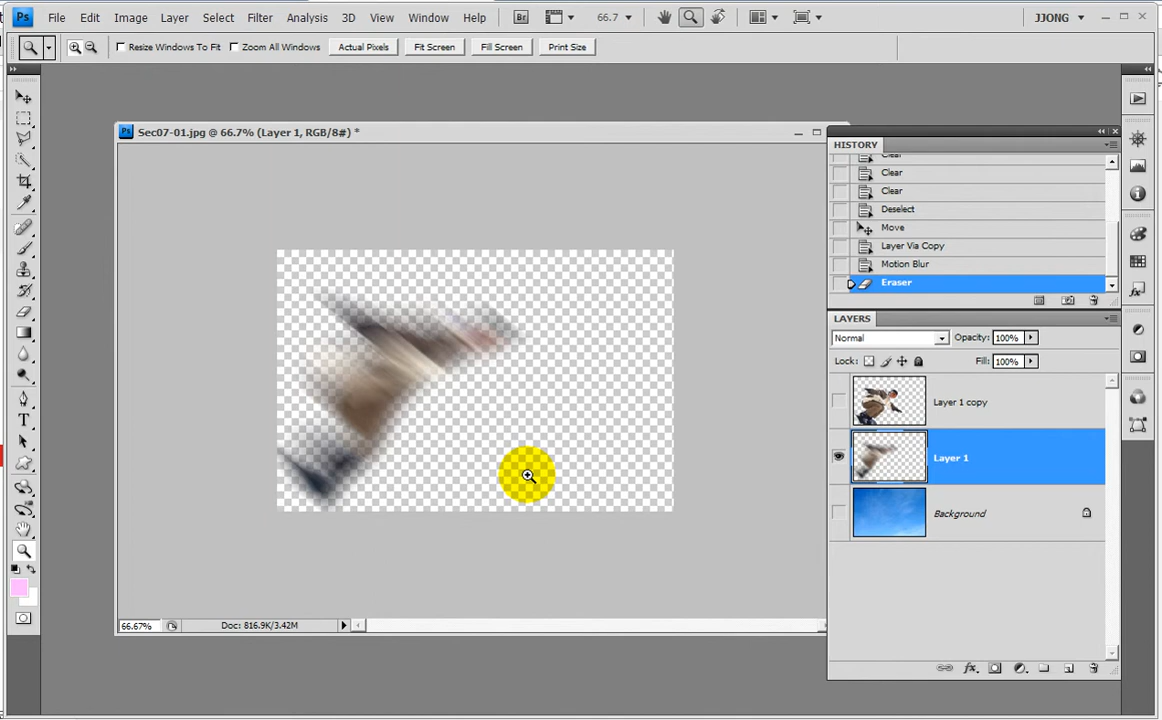 Ps File Edit Image Layer Select Filter Analysis 3D View Window Help Br 66.7 JJONG
Resize Windows To Fit Zoom All Windows Actual Pixels Fit Screen Fill Screen Print Size
Ps Sec07-01.jpg @ 66.7% (Layer 1, RGB/8#) *
HISTORY
Clear
Clear
Clear
Deselect
Move
Layer Via Copy
Motion Blur
Eraser
LAYERS
Normal Opacity: 100%
Lock: Fill: 100%
Layer 1 copy
Layer 1
Background
66.67% Doc: 816.9K/3.42M
T
fx